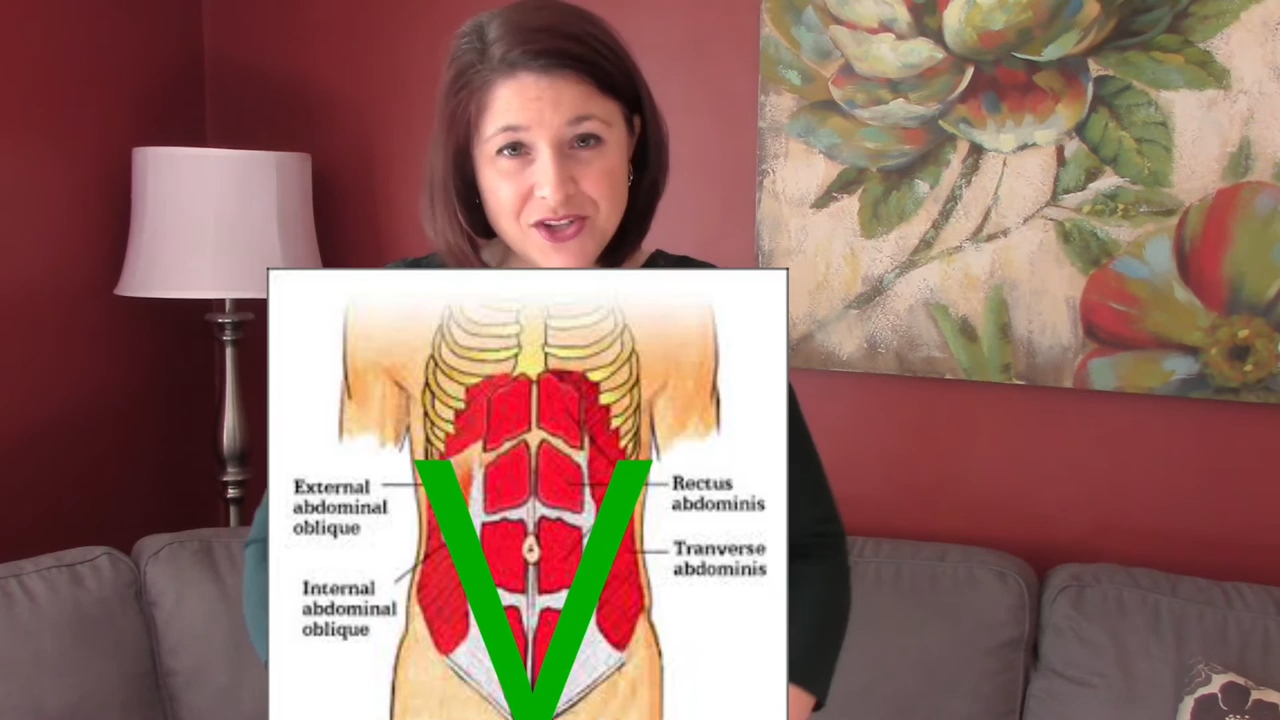 External
abdominal
oblique
Internal
abdominal
oblique
Rectus
abdominis
Tranverse
abdominis